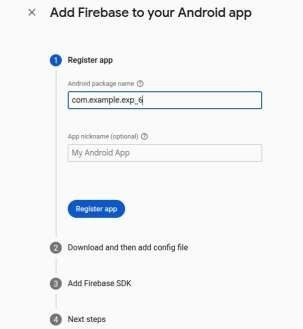 Add Firebase to your Android app
1 Register app
Android package name
com.example.exp_6
App nickname (optional)
My Android App
Register app
2 Download and then add config file
3 Add Firebase SDK
4 Next steps